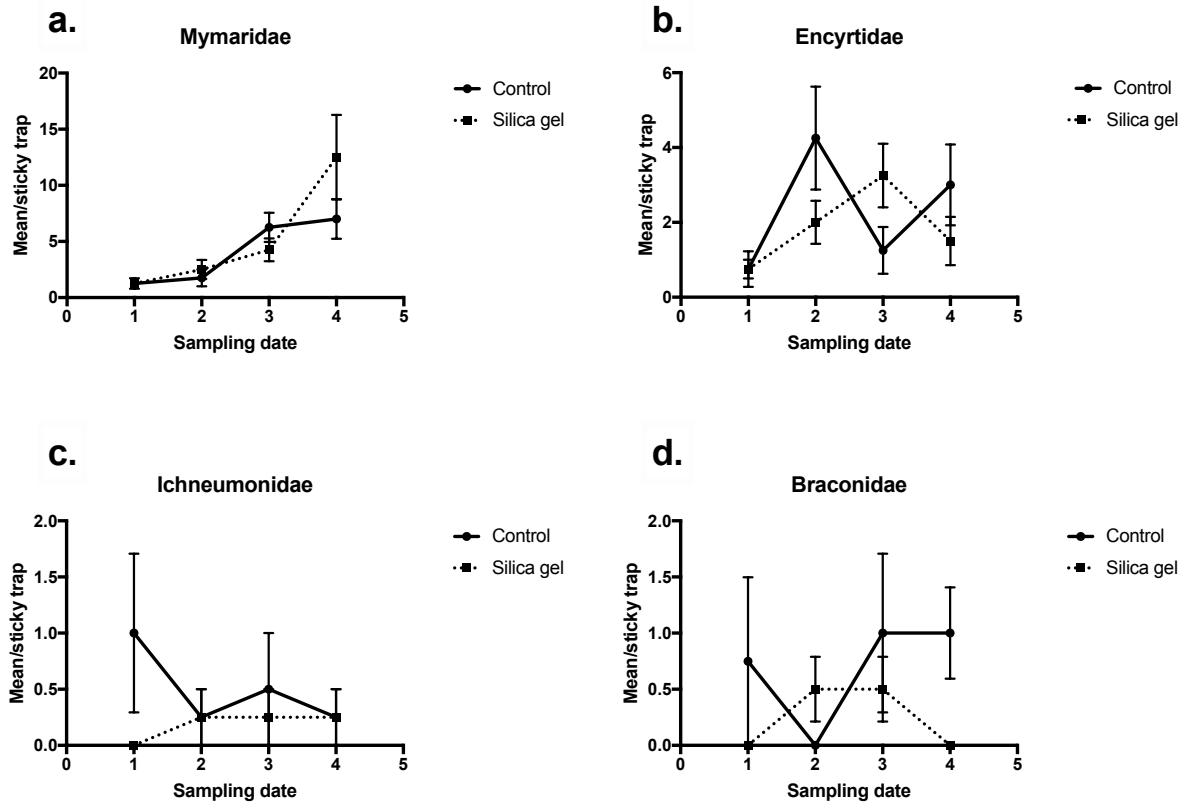 a.
Mymaridae
Mean/sticky trap
20
15
10
5
0
0 1 2 3 4 5
Sampling date
Control
Silica gel
b.
Encyrtidae
Mean/sticky trap
6
4
2
0
0 1 2 3 4 5
Sampling date
Control
Silica gel
c.
Ichneumonidae
Mean/sticky trap
2.0
1.5
1.0
0.5
0.0
0 1 2 3 4 5
Sampling date
Control
Silica gel
d.
Braconidae
Mean/sticky trap
2.0
1.5
1.0
0.5
0.0
0 1 2 3 4 5
Sampling date
Control
Silica gel